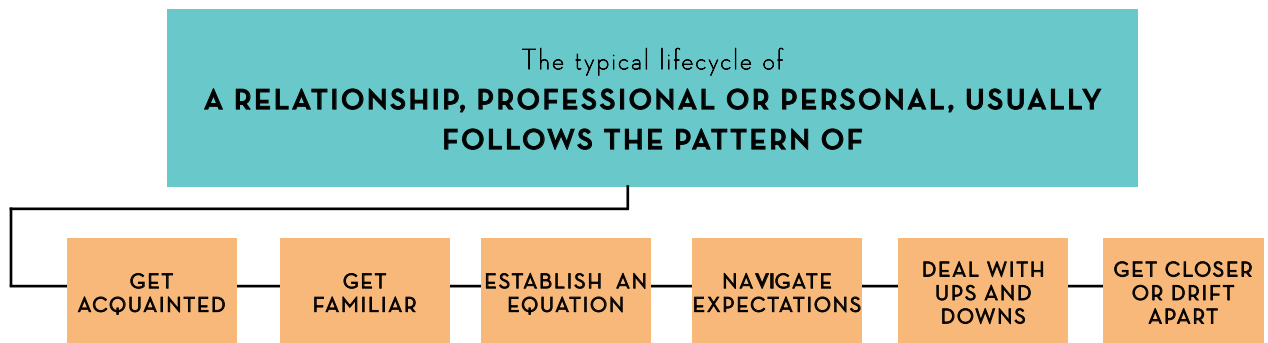 The typical lifecycle of
A RELATIONSHIP, PROFESSIONAL OR PERSONAL, USUALLY
FOLLOWS THE PATTERN OF
GET
ACQUAINTED
GET
FAMILIAR
ESTABLISH AN
EQUATION
NAVIGATE
EXPECTATIONS
DEAL WITH
UPS AND
DOWNS
GET CLOSER
OR DRIFT
APART